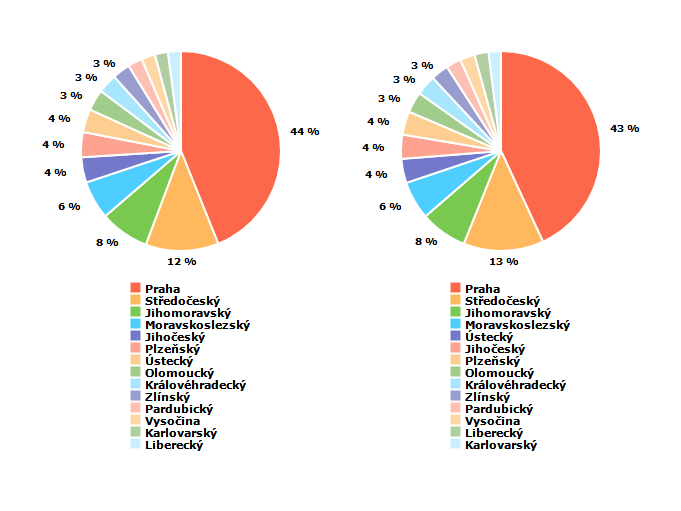 44 %
12 %
8 %
6 %
4 %
4 %
4 %
3 %
3 %
3 %
Praha
Středočeský
Jihomoravský
Moravskoslezský
Jihočeský
Plzeňský
Ústecký
Olomoucký
Královéhradecký
Zlínský
Pardubický
Vysočina
Karlovarský
Liberecký
43 %
13 %
8 %
6 %
4 %
4 %
4 %
3 %
3 %
3 %
Praha
Středočeský
Jihomoravský
Moravskoslezský
Ústecký
Jihočeský
Plzeňský
Olomoucký
Královéhradecký
Zlínský
Pardubický
Vysočina
Liberecký
Karlovarský